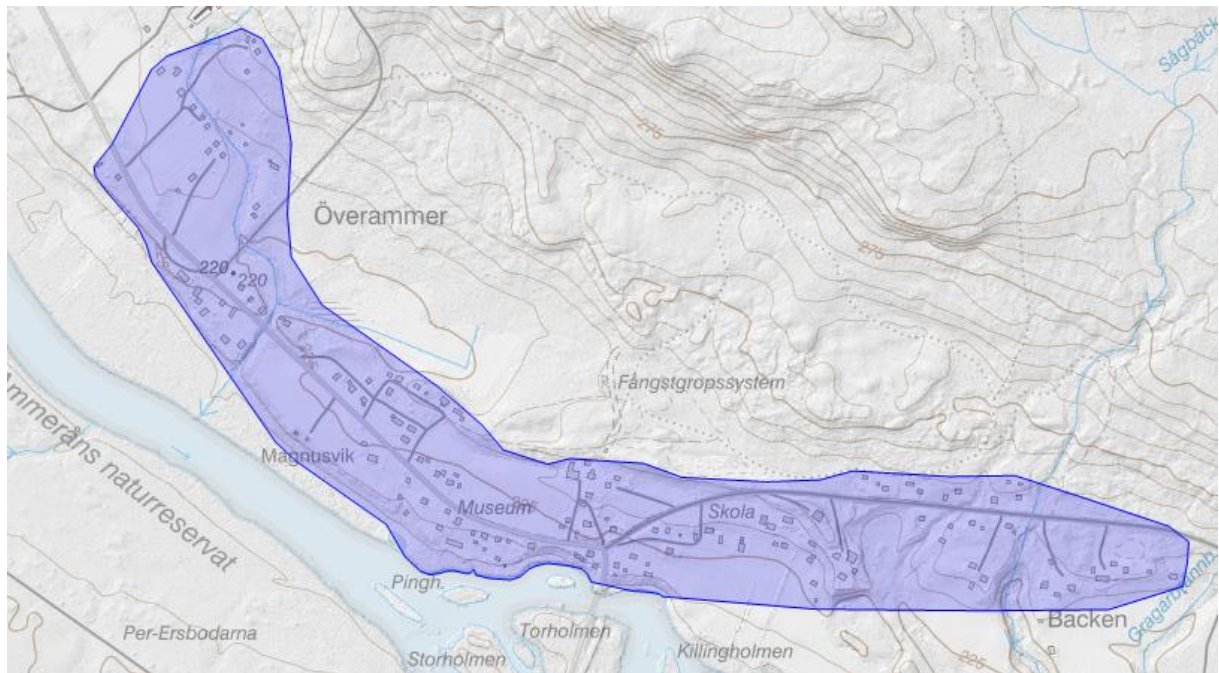 Sågbäck
275
Överammer
275
220
220
Fångstgropssystem
Magnusvik
Museum
Skola
mmeråns naturreservat
Pingh.
Per-Ersbodarna
Torholmen
Storholmen
Killingholmen
225
Backen